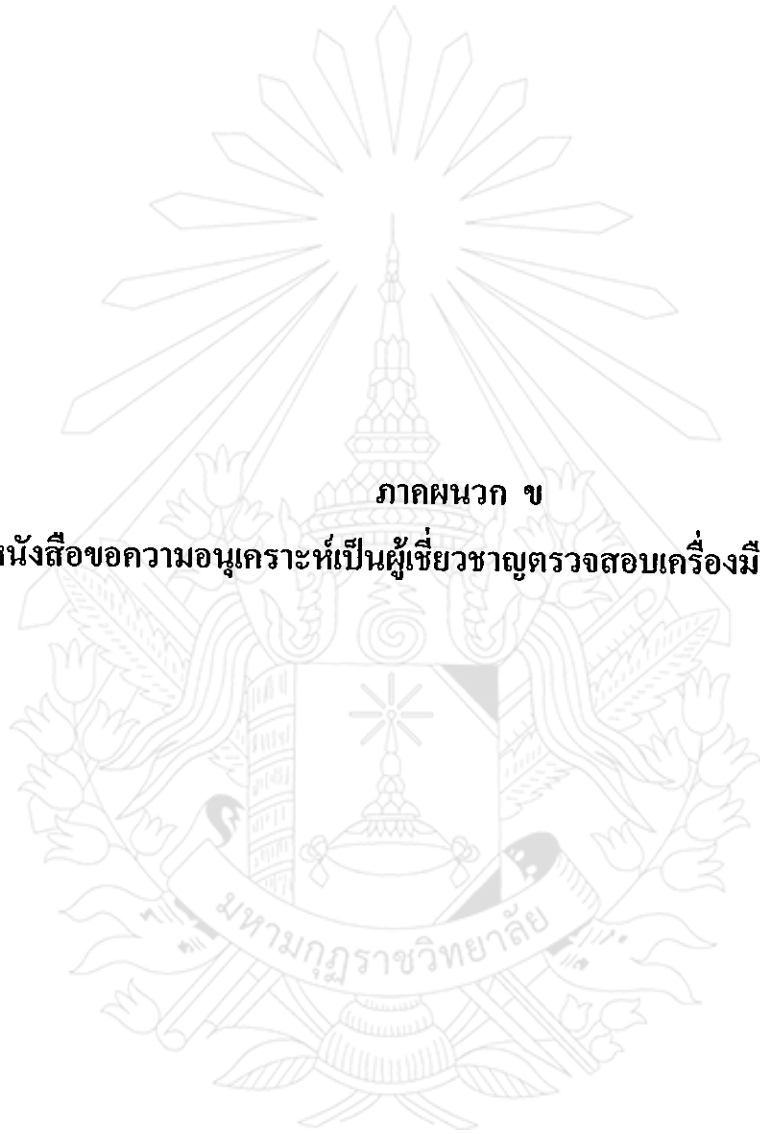 ภาคผนวก ข
หนังสือขอความอนุเคราะห์เป็นผู้เชี่ยวชาญตรวจสอบเครื่องมื
มหามกุฏราชวิทยาลัย